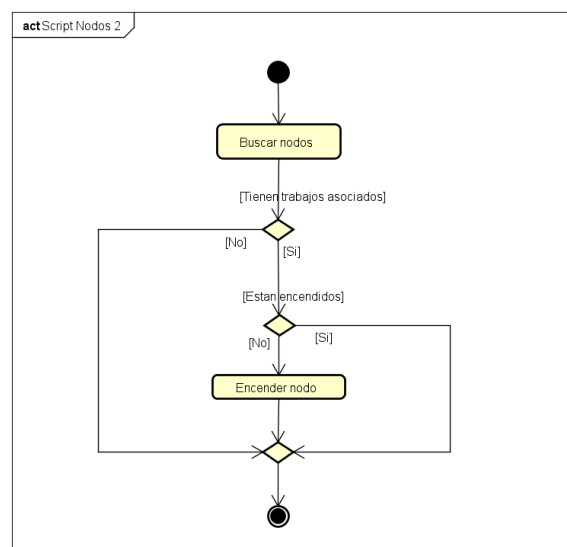 act Script Nodos 2
Buscar nodos
[Tienen trabajos asociados]
[No]
[Si]
[Estan encendidos]
[No]
[Si]
Encender nodo